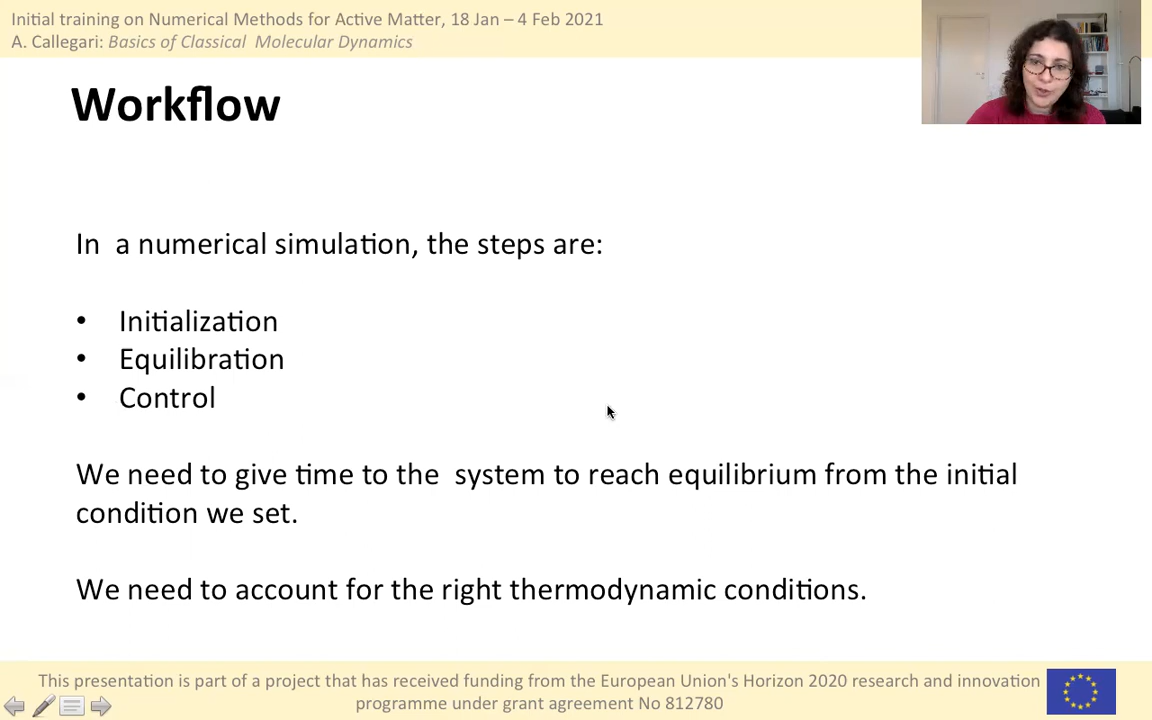 Initial training on Numerical Methods for Active Matter, 18 Jan – 4 Feb 2021
A. Callegari: Basics of Classical Molecular Dynamics
Workflow
In a numerical simulation, the steps are:
• Initialization
• Equilibration
• Control
We need to give time to the system to reach equilibrium from the initial
condition we set.
We need to account for the right thermodynamic conditions.
This presentation is part of a project that has received funding from the European Union's Horizon 2020 research and innovation
programme under grant agreement No 812780